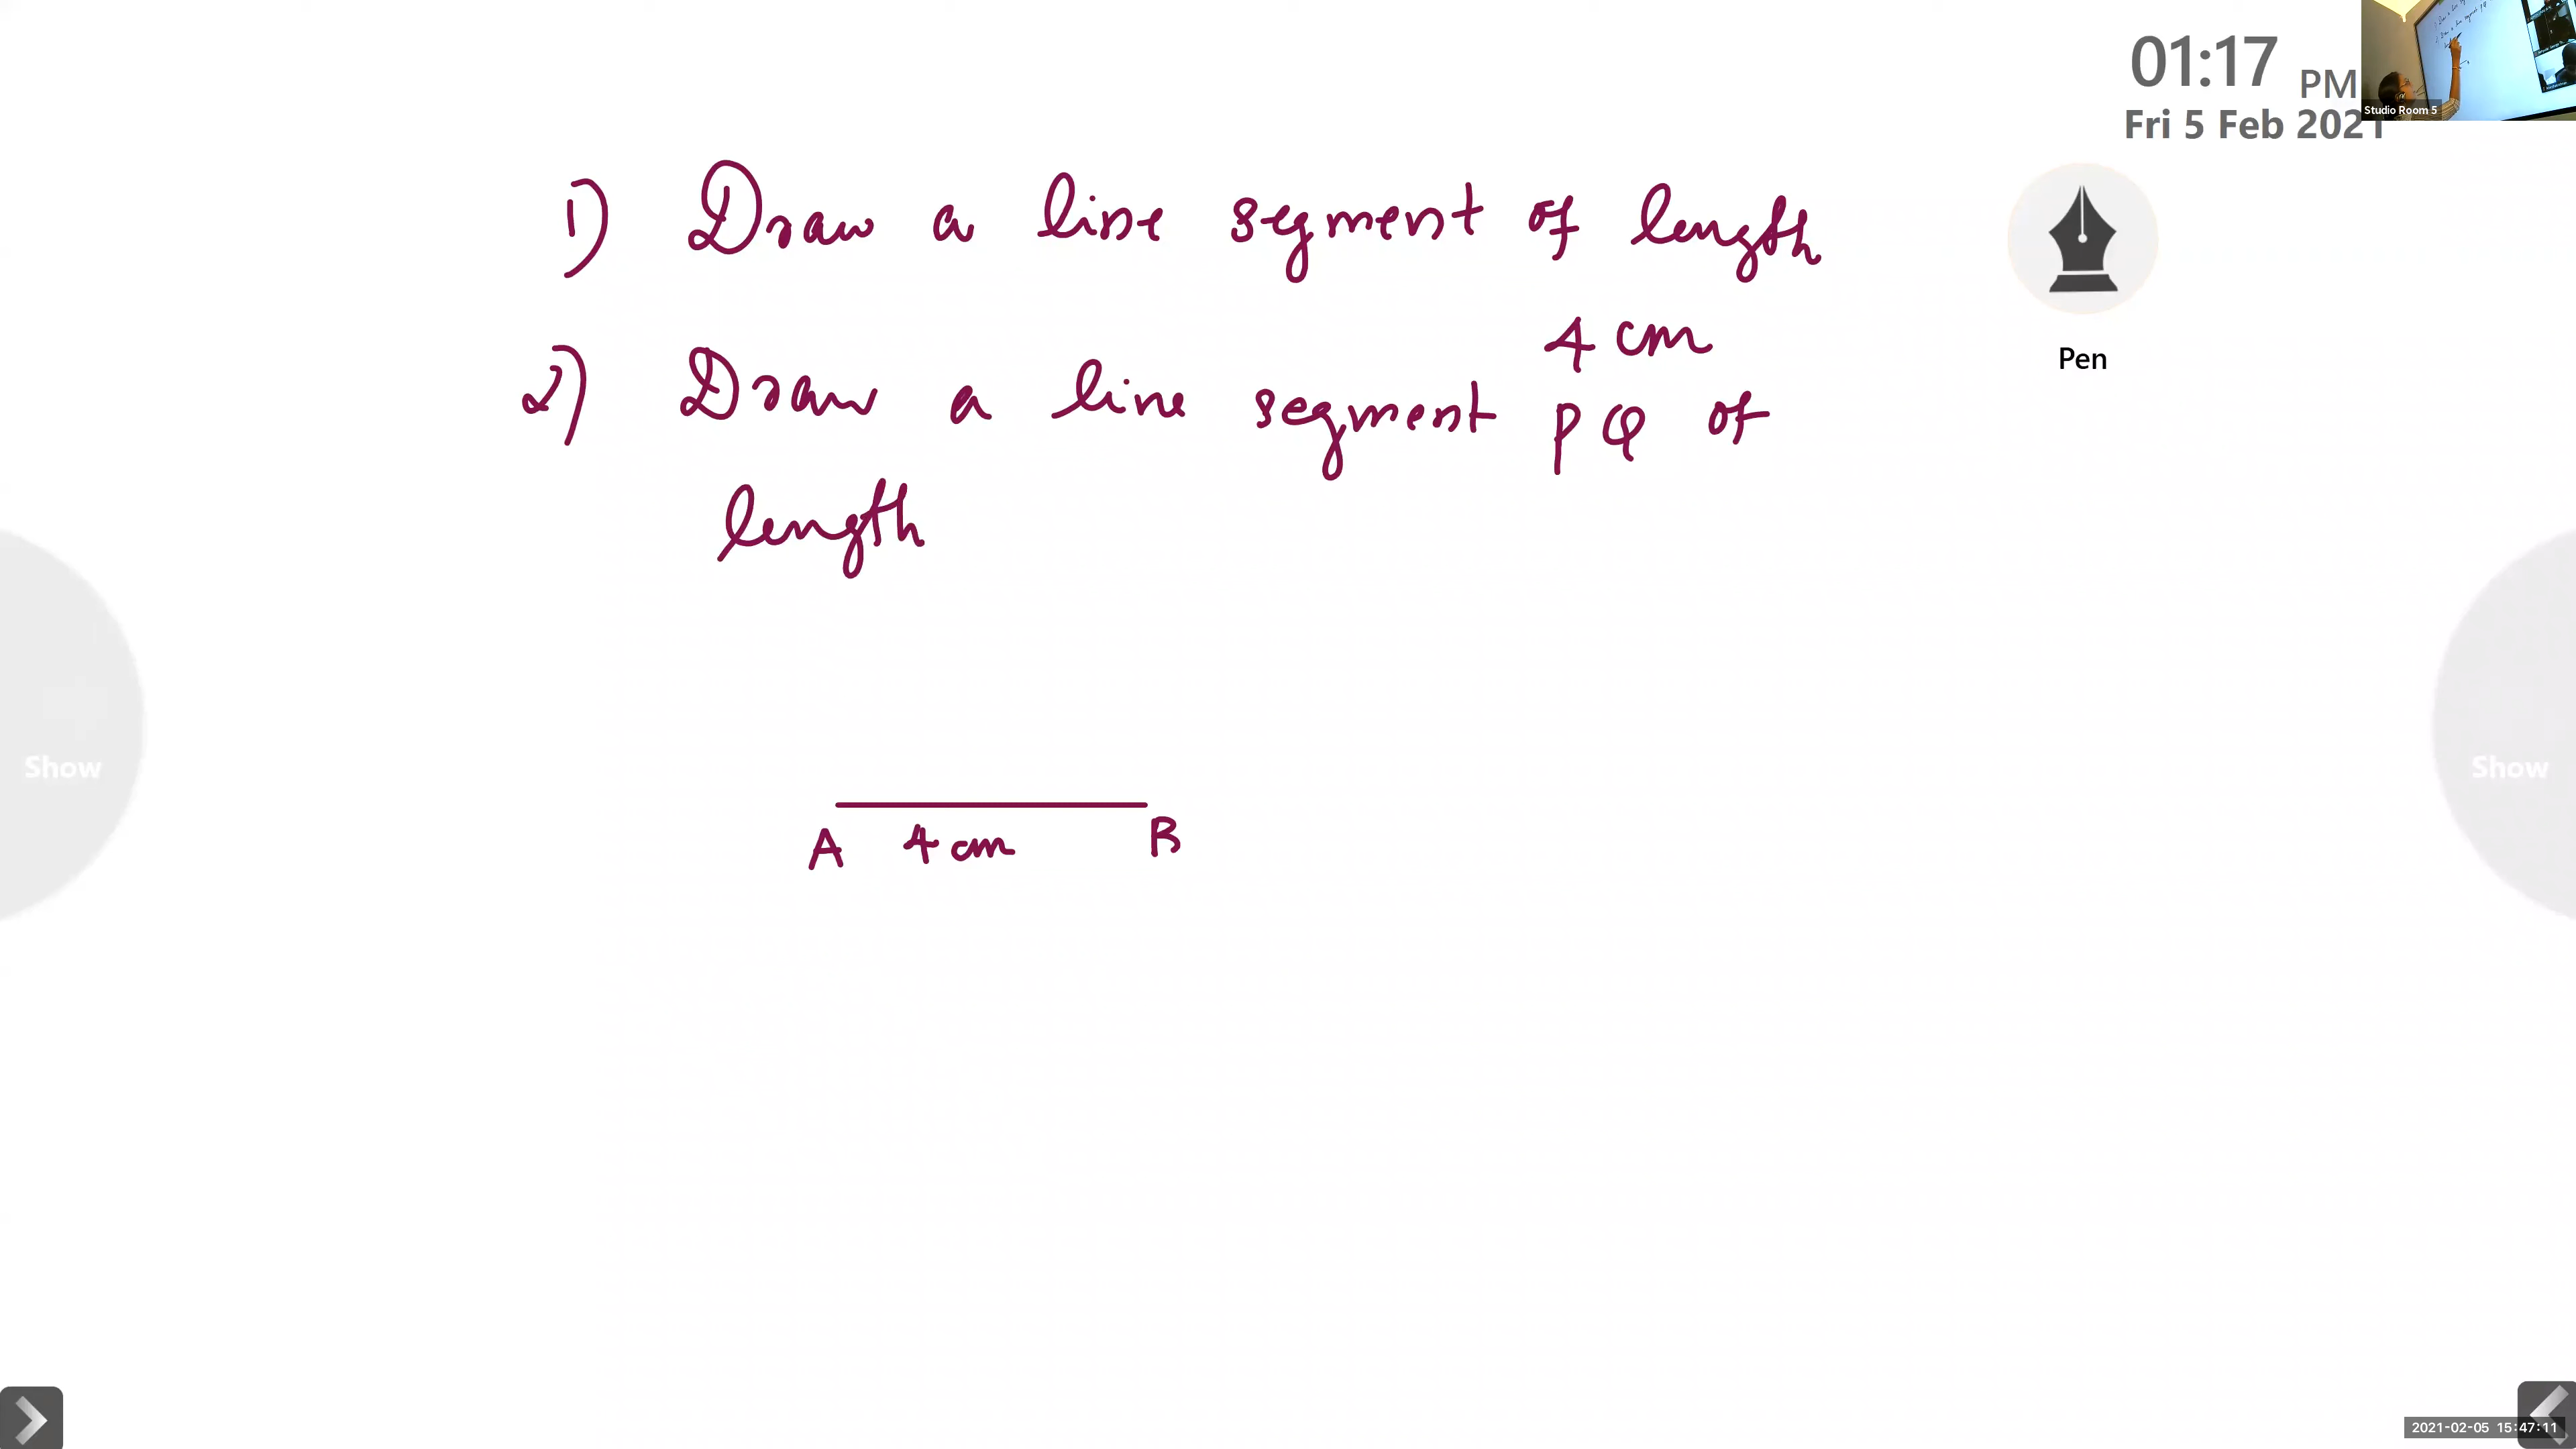 01:17 PM
Fri 5 Feb 2021
Studio Room 5
1) Draw a line segment of length
4 cm
Pen
2) Draw a line segment PQ of
length
Show
Show
A 4 cm B
2021-02-05 15:47:11